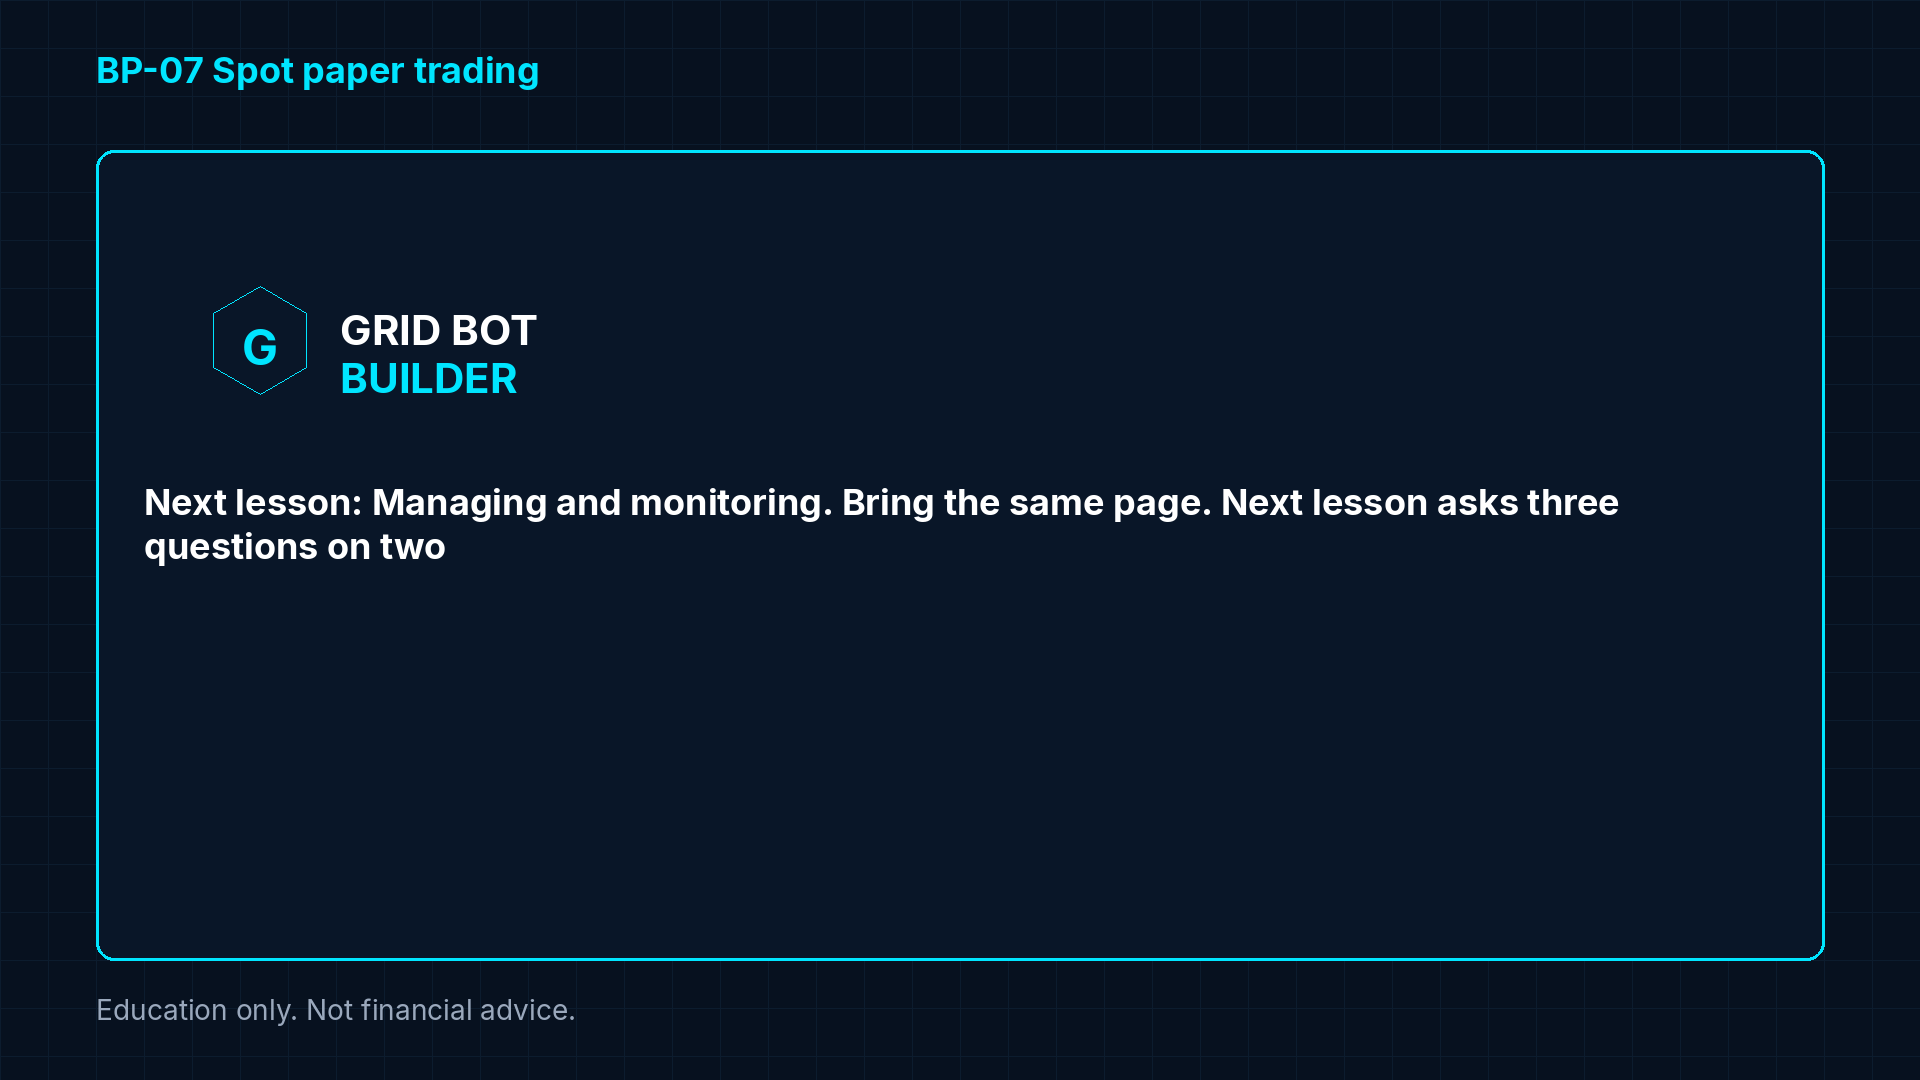 BP-07 Spot paper trading
G
GRID BOT
BUILDER
Next lesson: Managing and monitoring. Bring the same page. Next lesson asks three
questions on two
Education only. Not financial advice.